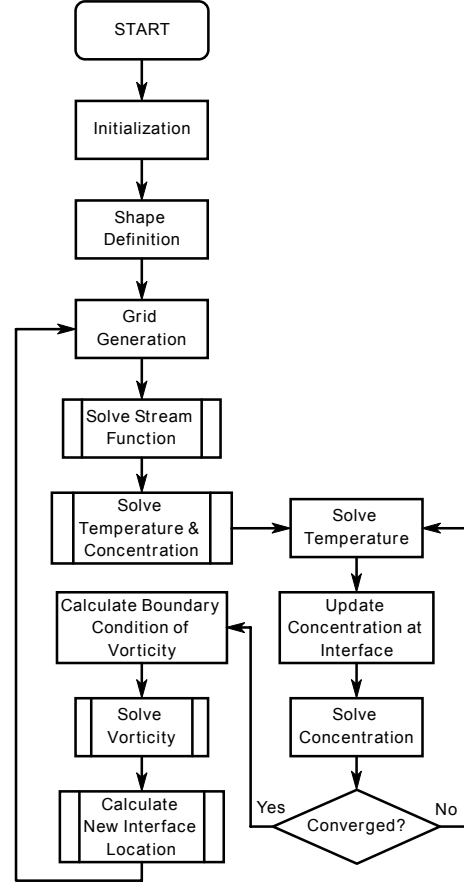 START
Initialization
Shape
Definition
Grid
Generation
Solve Stream
Function
Solve
Temperature &
Concentration
Solve
Temperature
Update
Concentration at
Interface
Solve
Concentration
Converged?
Yes
No
Calculate Boundary
Condition of
Vorticity
Solve
Vorticity
Calculate
New Interface
Location